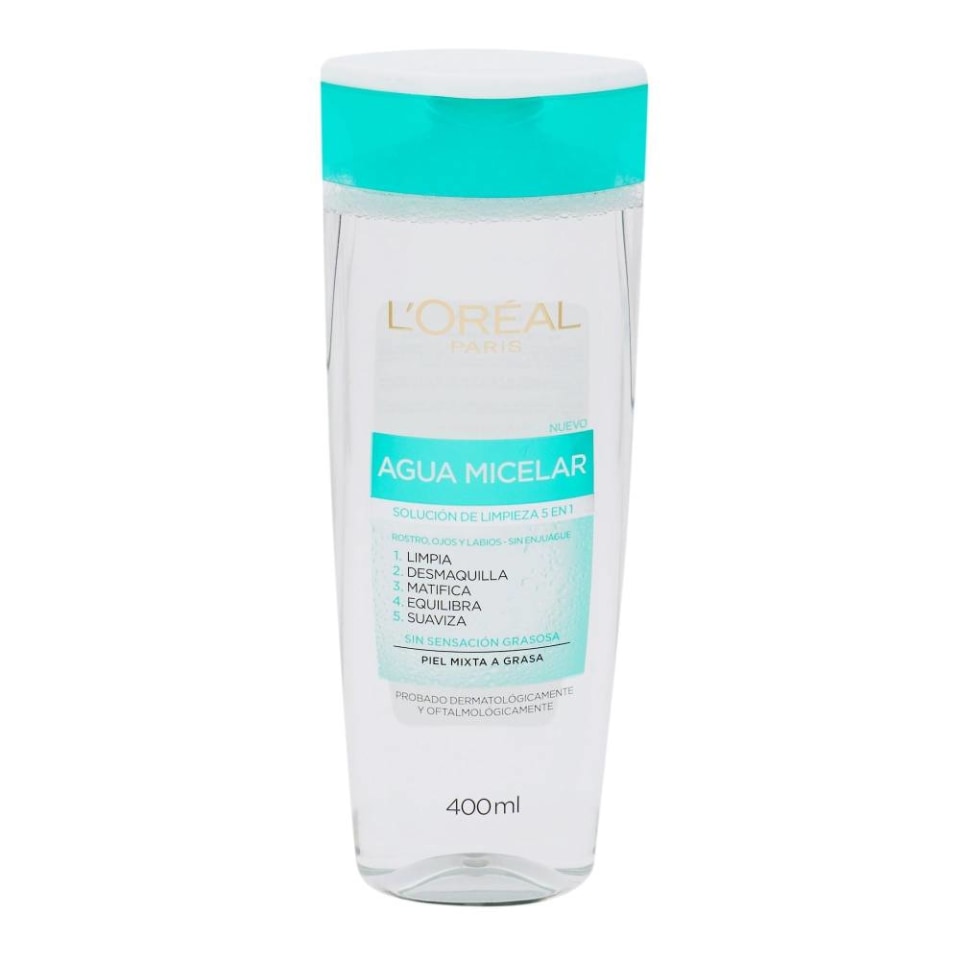 L'ORÉAL
PARIS
NUEVO
AGUA MICELAR
SOLUCIÓN DE LIMPIEZA 5 EN 1
ROSTRO, OJOS Y LABIOS - SIN ENJUAGUE
1. LIMPIA
2. DESMAQUILLA
3. MATIFICA
4. EQUILIBRA
5. SUAVIZA
SIN SENSACIÓN GRASOSA
PIEL MIXTA A GRASA
PROBADO DERMATOLÓGICAMENTE
Y OFTALMOLÓGICAMENTE
400ml